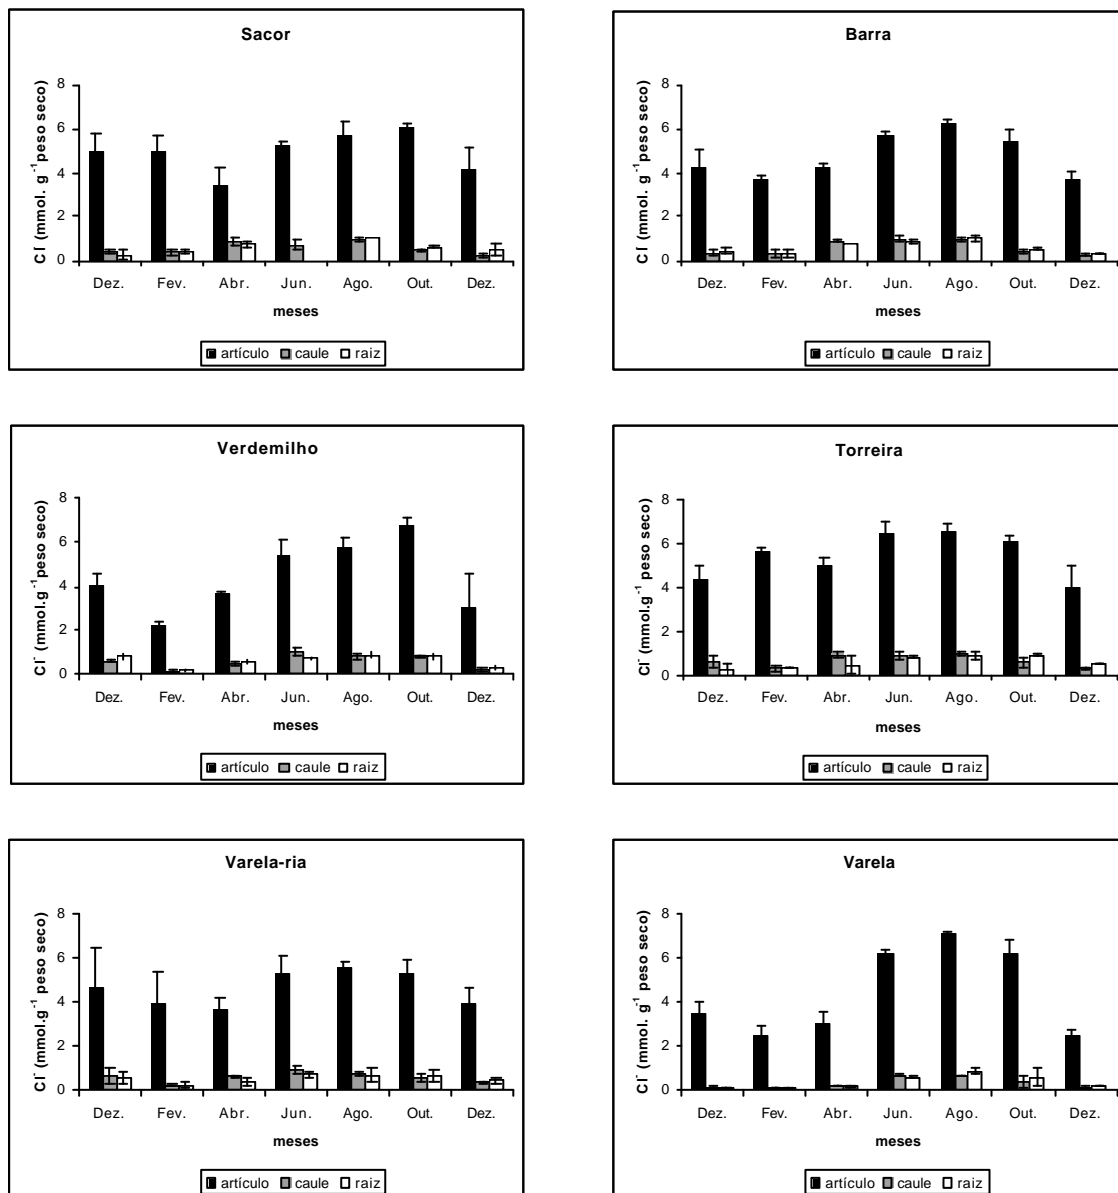 Sacor
Cl⁻ (mmol. g⁻¹ peso seco)
8
6
4
2
0
Dez. Fev. Abr. Jun. Ago. Out. Dez.
meses
artículo caule raiz
Barra
Cl⁻ (mmol. g⁻¹ peso seco)
8
6
4
2
0
Dez. Fev. Abr. Jun. Ago. Out. Dez.
meses
artículo caule raiz
Verdemilho
Cl⁻ (mmol.g⁻¹ peso seco)
8
6
4
2
0
Dez. Fev. Abr. Jun. Ago. Out. Dez.
meses
artículo caule raiz
Torreira
Cl⁻ (mmol.g⁻¹ peso seco)
8
6
4
2
0
Dez. Fev. Abr. Jun. Ago. Out. Dez.
meses
artículo caule raiz
Varela-ria
Cl⁻ (mmol.g⁻¹ peso seco)
8
6
4
2
0
Dez. Fev. Abr. Jun. Ago. Out. Dez.
meses
artículo caule raiz
Varela
Cl⁻ (mmol. g⁻¹ peso seco)
8
6
4
2
0
Dez. Fev. Abr. Jun. Ago. Out. Dez.
meses
artículo caule raiz